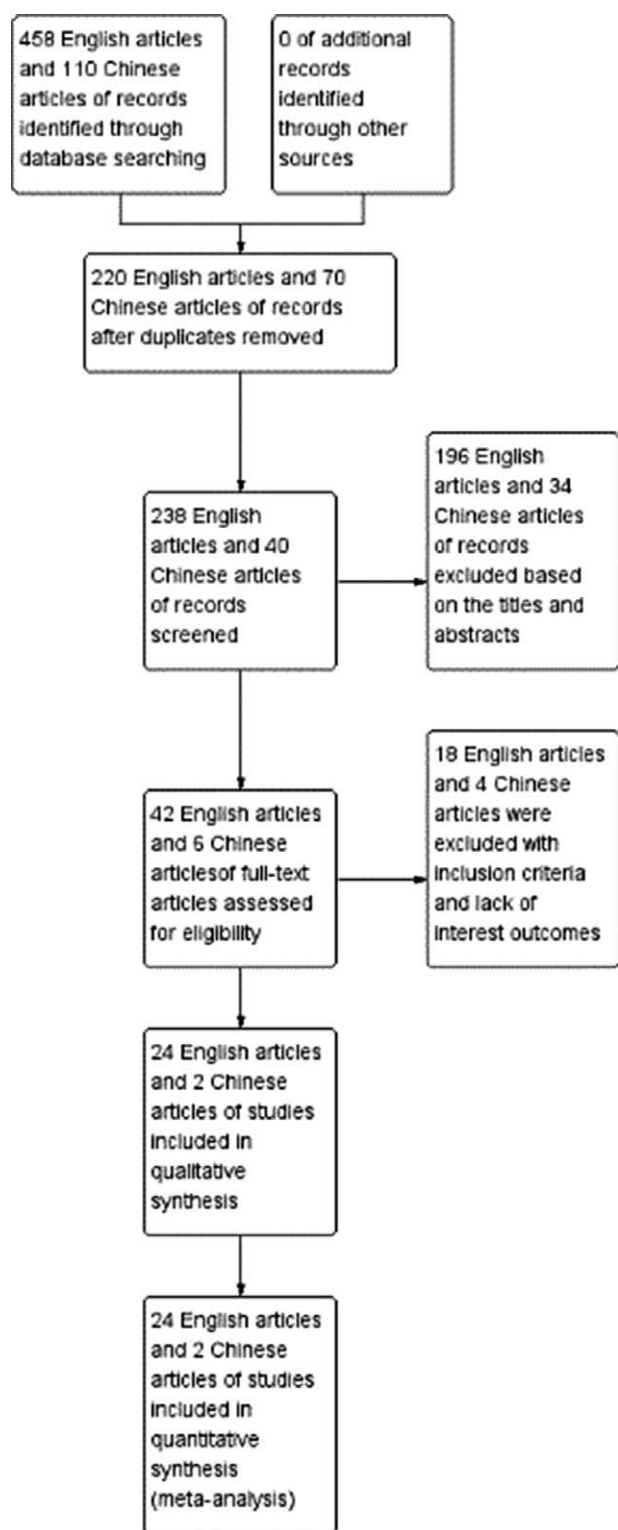 458 English articles
and 110 Chinese
articles of records
identified through
database searching
0 of additional
records
identified
through other
sources
220 English articles and 70
Chinese articles of records
after duplicates removed
238 English
articles and 40
Chinese articles
of records
screened
196 English
articles and 34
Chinese articles
of records
excluded based
on the titles and
abstracts
42 English articles
and 6 Chinese
articlesof full-text
articles assessed
for eligibility
18 English articles
and 4 Chinese
articles were
excluded with
inclusion criteria
and lack of
interest outcomes
24 English articles
and 2 Chinese
articles of studies
included in
qualitative
synthesis
24 English articles
and 2 Chinese
articles of studies
included in
quantitative
synthesis
(meta-analysis)